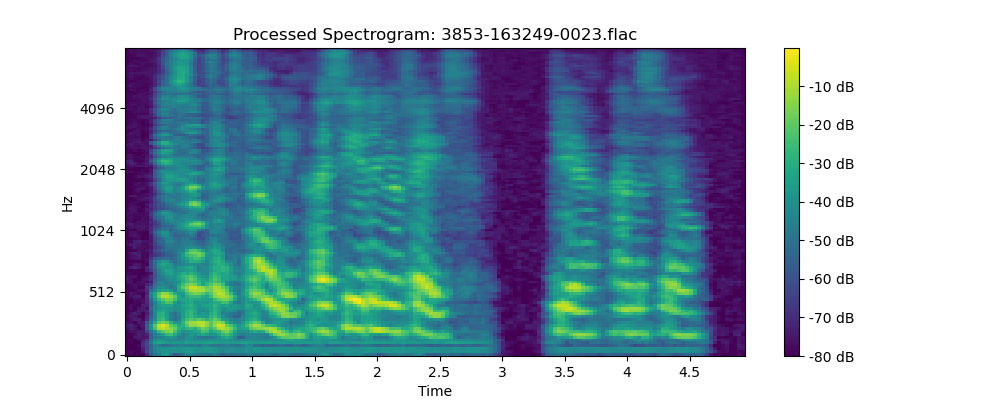 Processed Spectrogram: 3853-163249-0023.flac
4096
2048
1024
512
0
Hz
0
0.5
1
1.5
2
2.5
3
3.5
4
4.5
Time
-10 dB
-20 dB
-30 dB
-40 dB
-50 dB
-60 dB
-70 dB
-80 dB